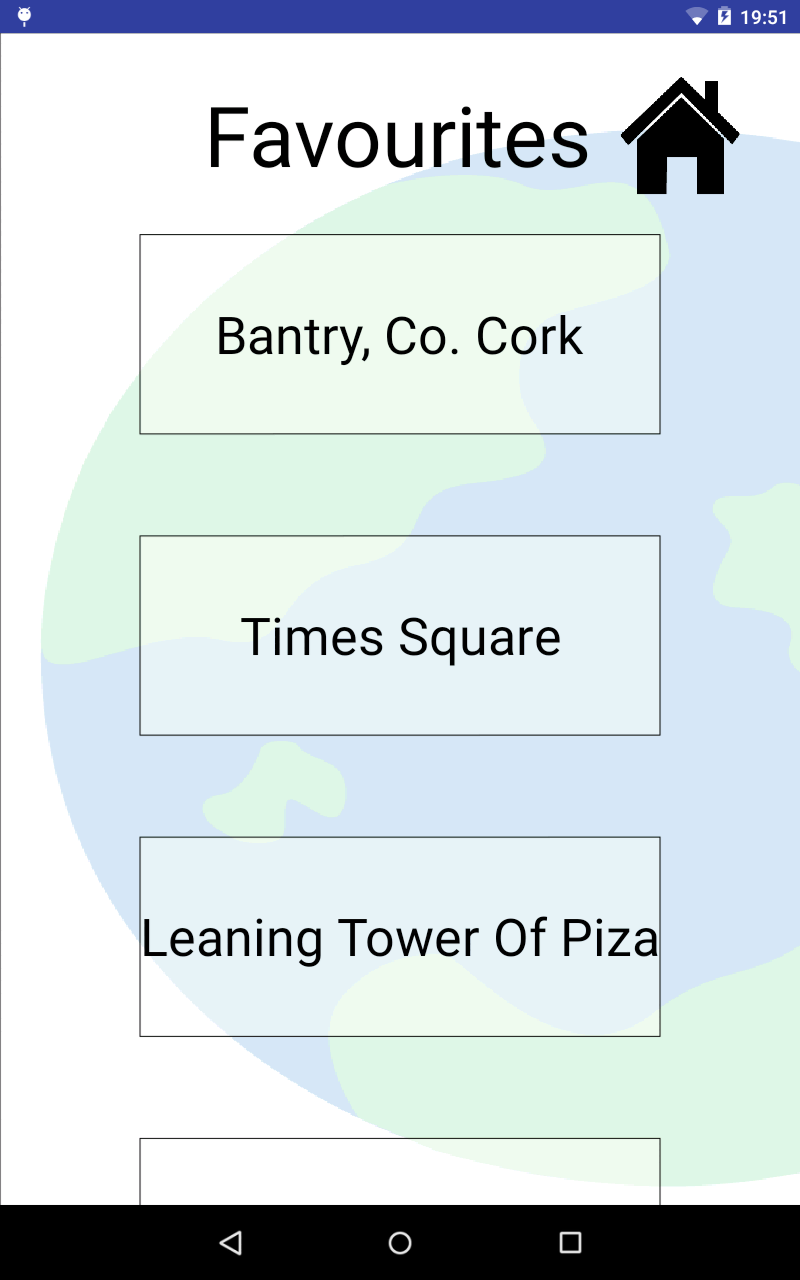 19:51
Favourites
Bantry, Co. Cork
Times Square
Leaning Tower Of Piza